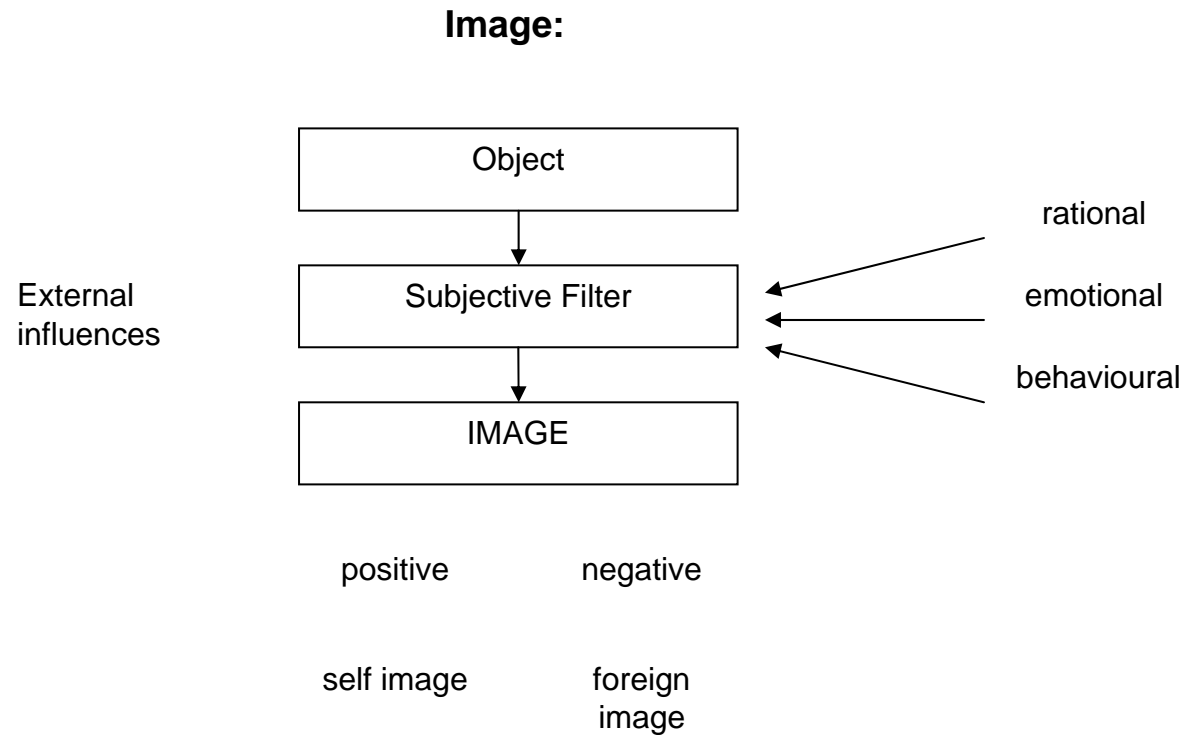 Image:
Object
rational
External
influences
Subjective Filter
emotional
behavioural
IMAGE
positive
negative
self image
foreign
image